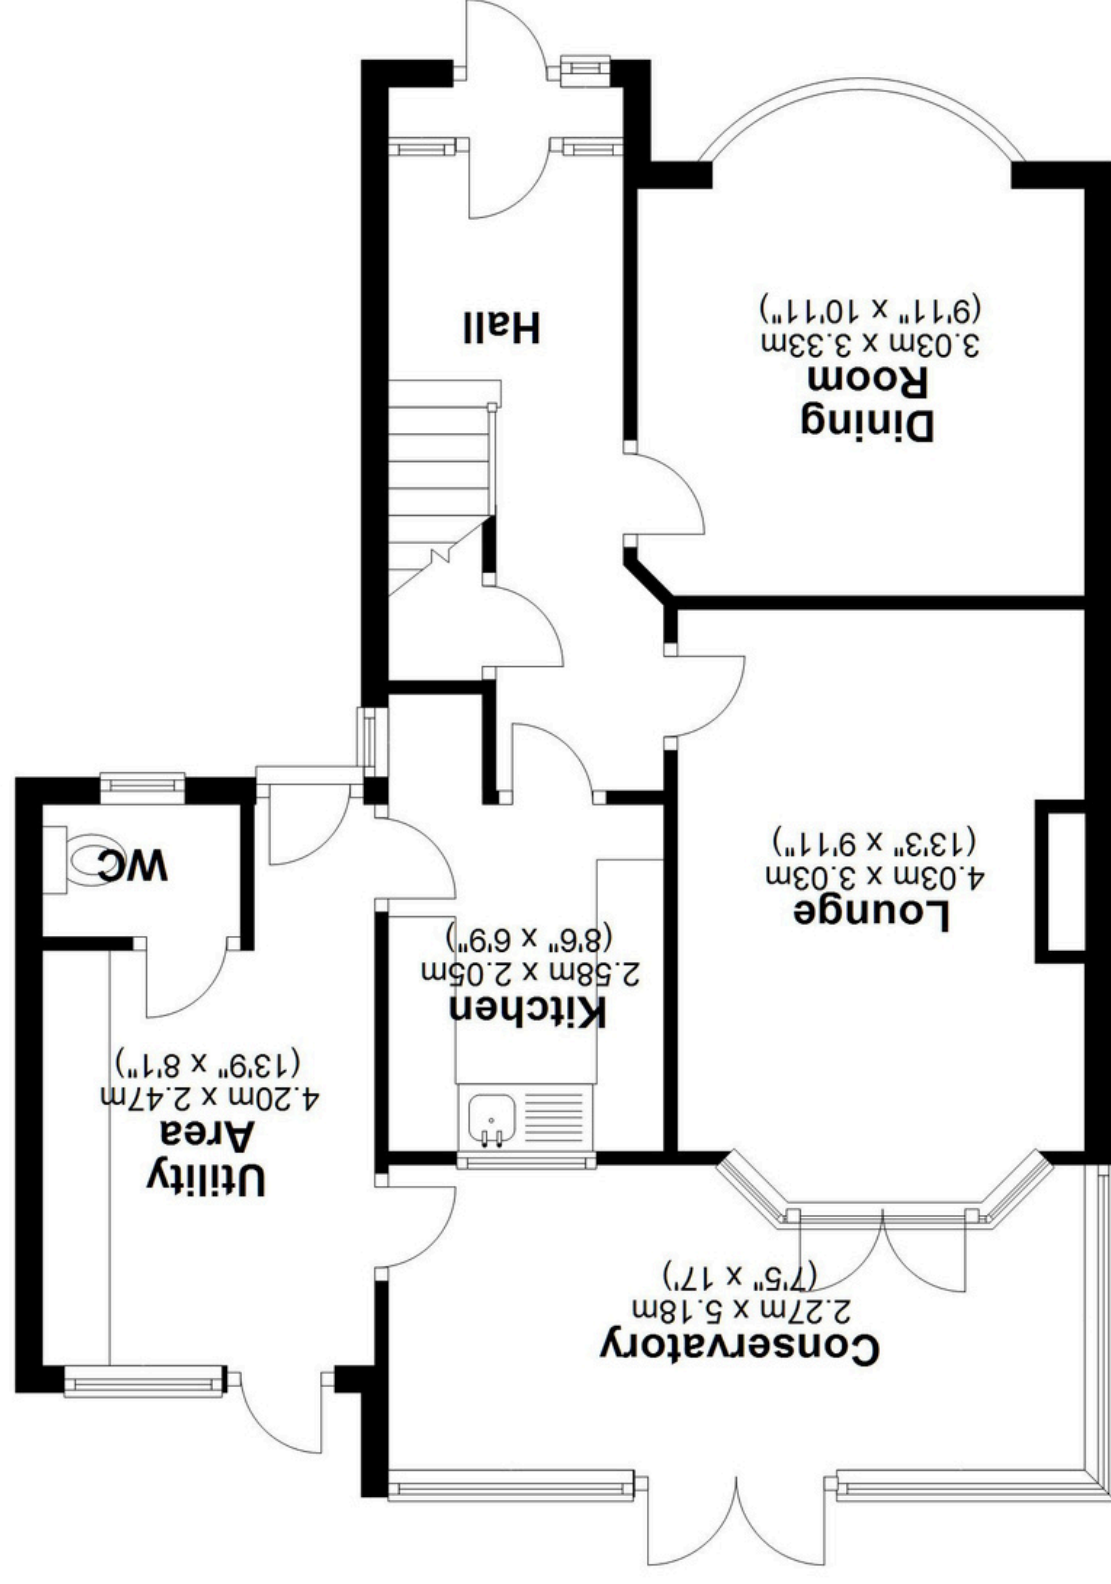 Conservatory
2.27m x 5.18m
(7'5" x 17')
Utility
Area
4.20m x 2.47m
(13'9" x 8'1")
Kitchen
2.58m x 2.05m
(8'6" x 6'9")
Lounge
4.03m x 3.03m
(13'3" x 9'11")
WC
Dining
Room
3.03m x 3.33m
(9'11" x 10'11")
Hall